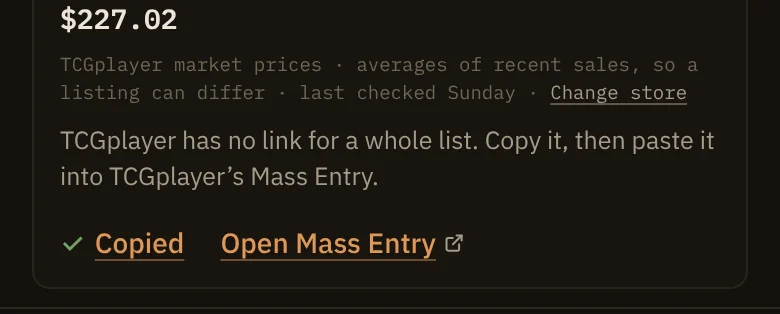 $227.02
TCGplayer market prices · averages of recent sales, so a
listing can differ · last checked Sunday · Change store
TCGplayer has no link for a whole list. Copy it, then paste it
into TCGplayer’s Mass Entry.
Copied Open Mass Entry